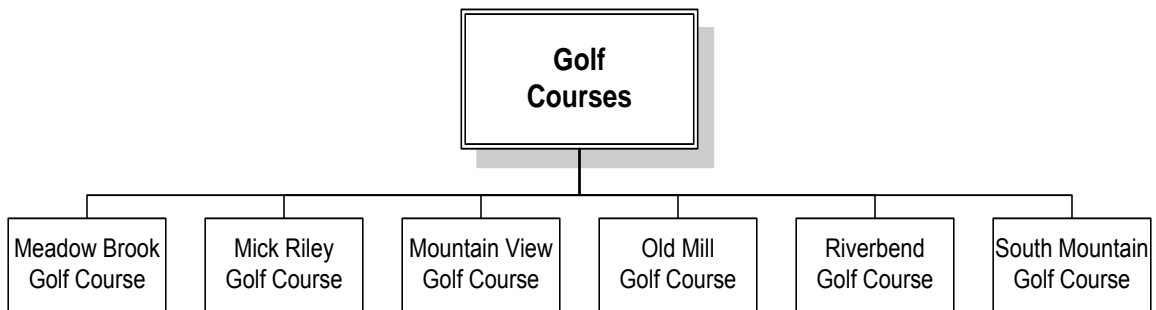 Golf
Courses
Meadow Brook
Golf Course
Mick Riley
Golf Course
Mountain View
Golf Course
Old Mill
Golf Course
Riverbend
Golf Course
South Mountain
Golf Course